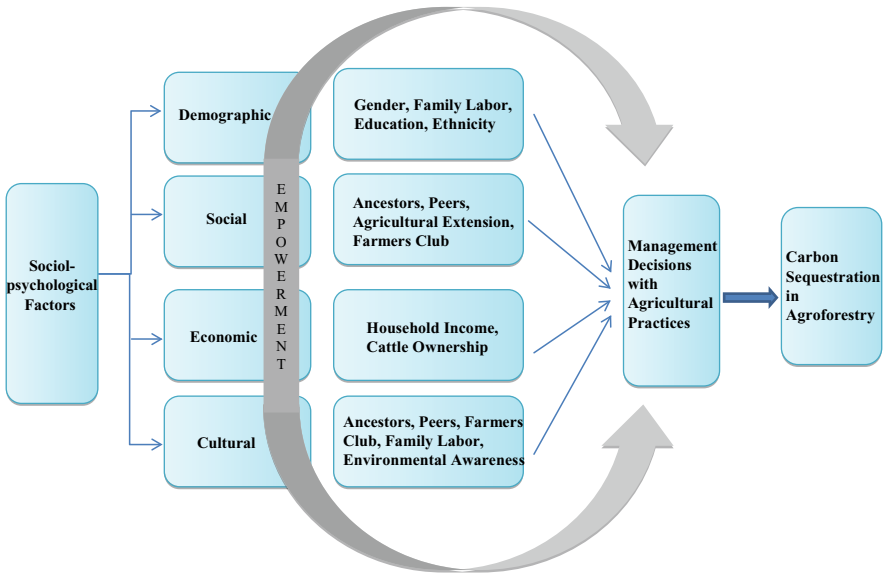 Sociol-
psychological
Factors
Demographic
Social
Economic
Cultural
EMPOWERMENT
Gender, Family Labor,
Education, Ethnicity
Ancestors, Peers,
Agricultural Extension,
Farmers Club
Household Income,
Cattle Ownership
Ancestors, Peers, Farmers
Club, Family Labor,
Environmental Awareness
Management
Decisions
with
Agricultural
Practices
Carbon
Sequestration
in
Agroforestry